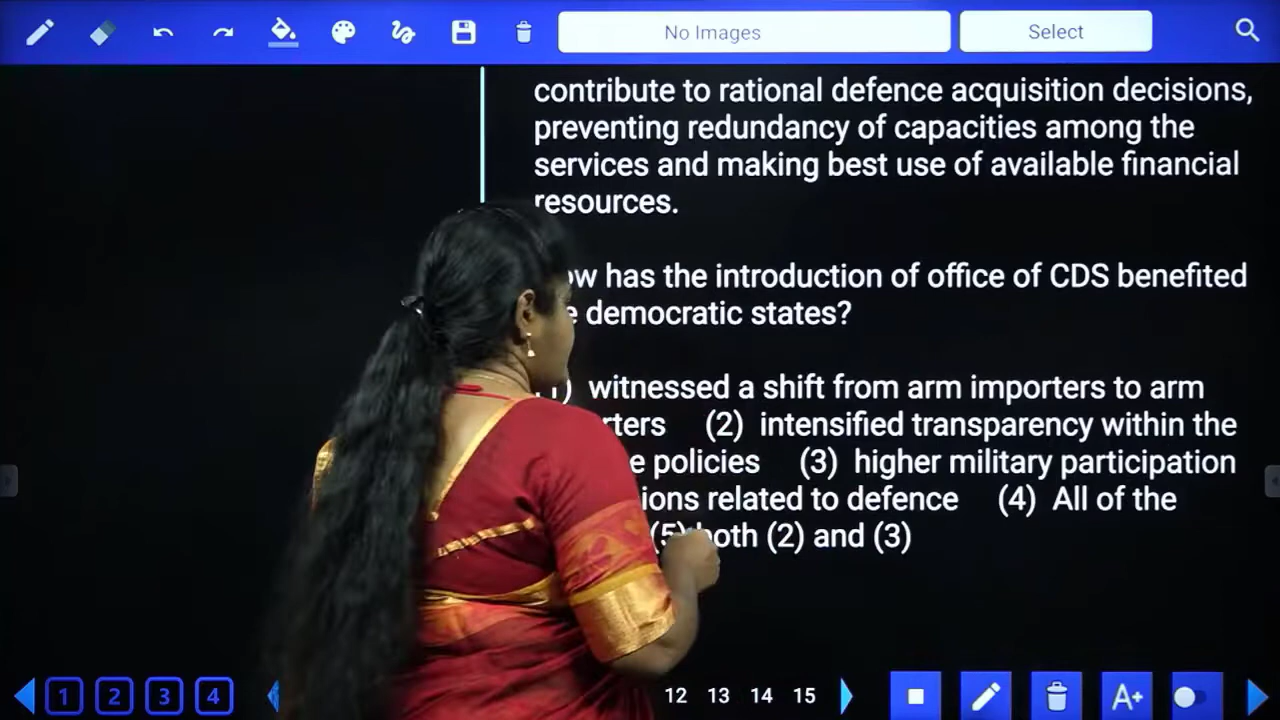 No Images
Select
contribute to rational defence acquisition decisions,
preventing redundancy of capacities among the
services and making best use of available financial
resources.
has the introduction of office of CDS benefited
democratic states?
witnessed a shift from arm importers to arm
(2) intensified transparency within the
policies (3) higher military participation
related to defence (4) All of the
(5) both (2) and (3)
1 2 3 4 12 13 14 15 A+